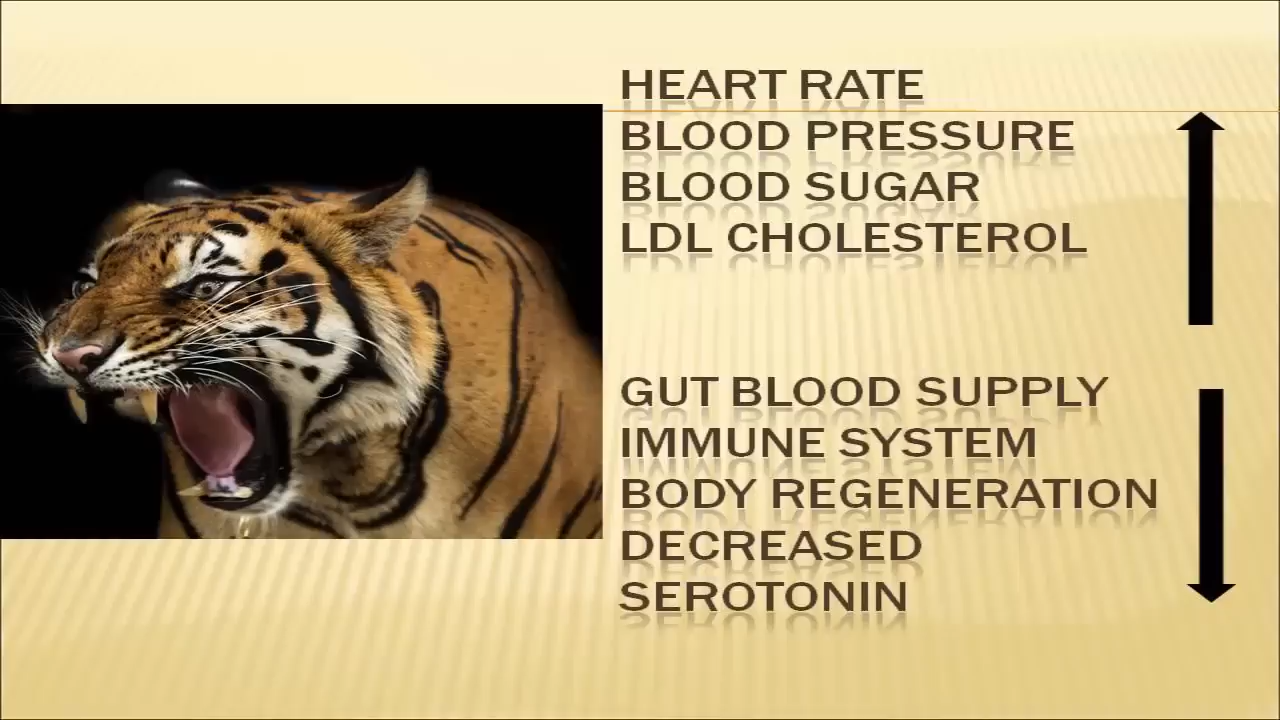 HEART RATE
BLOOD PRESSURE
BLOOD SUGAR
LDL CHOLESTEROL
GUT BLOOD SUPPLY
IMMUNE SYSTEM
BODY REGENERATION
DECREASED
SEROTONIN